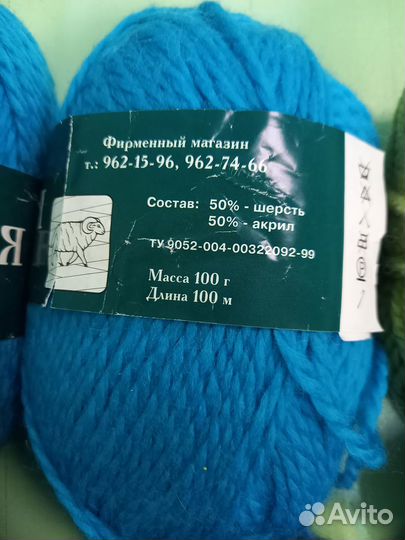 Фирменный магазин
т.: 962-15-96, 962-74-66
Состав: 50% - шерсть
50% - акрил
ТУ 9052-004-00322092-99
Масса 100 г
Длина 100 м
Я
Avito